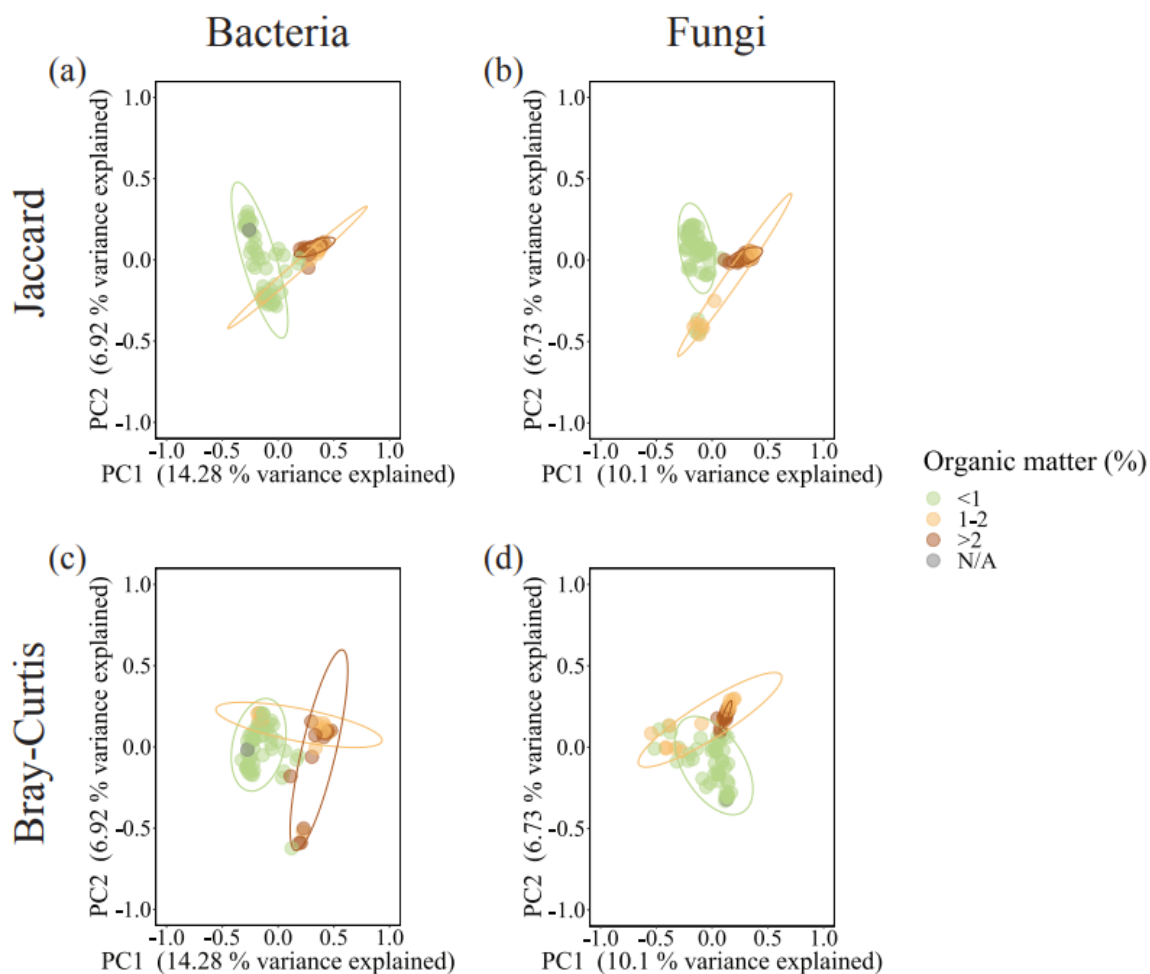 Bacteria
Fungi
Jaccard
(a)
PC2 (6.92 % variance explained)
1.0
0.5
0.0
-0.5
-1.0
-1.0 -0.5 0.0 0.5 1.0
PC1 (14.28 % variance explained)
(b)
PC2 (6.73 % variance explained)
1.0
0.5
0.0
-0.5
-1.0
-1.0 -0.5 0.0 0.5 1.0
PC1 (10.1 % variance explained)
Organic matter (%)
<1
1-2
>2
N/A
Bray-Curtis
(c)
PC2 (6.92 % variance explained)
1.0
0.5
0.0
-0.5
-1.0
-1.0 -0.5 0.0 0.5 1.0
PC1 (14.28 % variance explained)
(d)
PC2 (6.73 % variance explained)
1.0
0.5
0.0
-0.5
-1.0
-1.0 -0.5 0.0 0.5 1.0
PC1 (10.1 % variance explained)